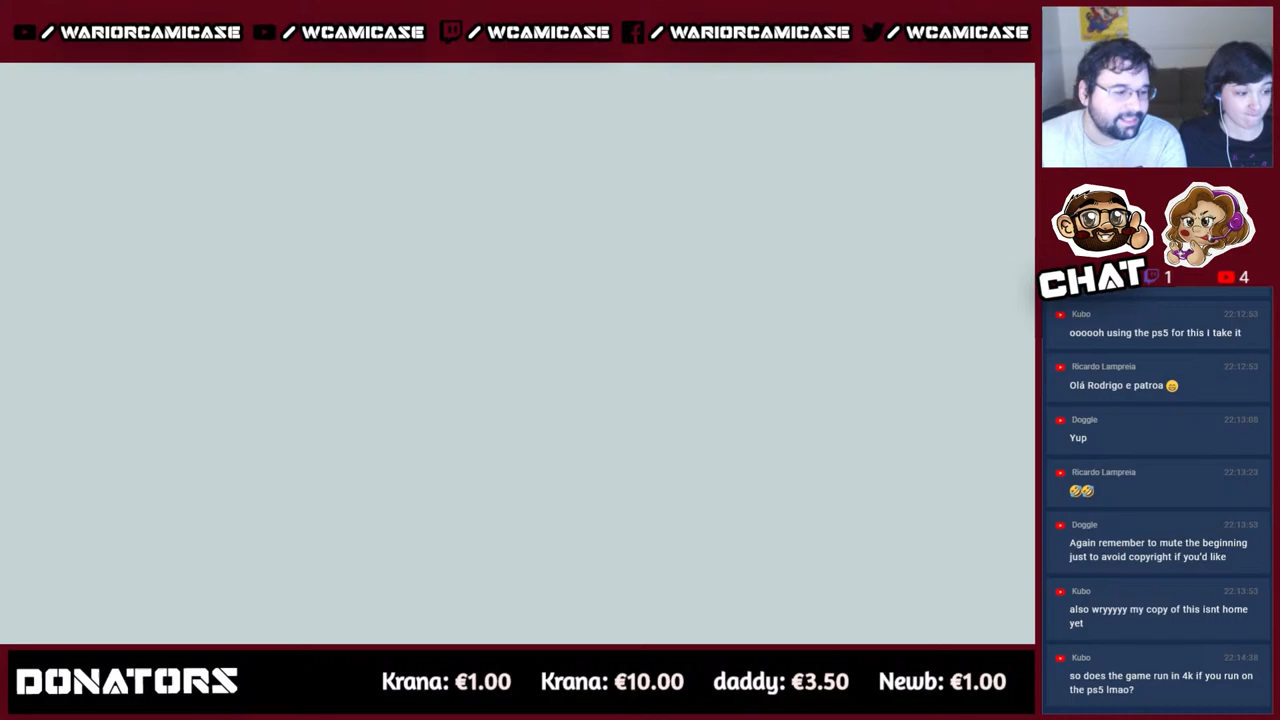 / WARIORCAMICASE / WCAMICASE / WCAMICASE / WARIORCAMICASE / WCAMICASE
CHAT 1 4
Kubo 22:12:53
oooooh using the ps5 for this I take it
Ricardo Lampreia 22:12:53
Olá Rodrigo e patroa 😄
Doggle 22:13:06
Yup
Ricardo Lampreia 22:13:23
🤣🤣
Doggle 22:13:53
Again remember to mute the beginning
just to avoid copyright if you'd like
Kubo 22:13:53
also wryyyyy my copy of this isnt home
yet
Kubo 22:14:38
so does the game run in 4k if you run on
the ps5 lmao?
DONATORS Krana: €1.00 Krana: €10.00 daddy: €3.50 Newb: €1.00